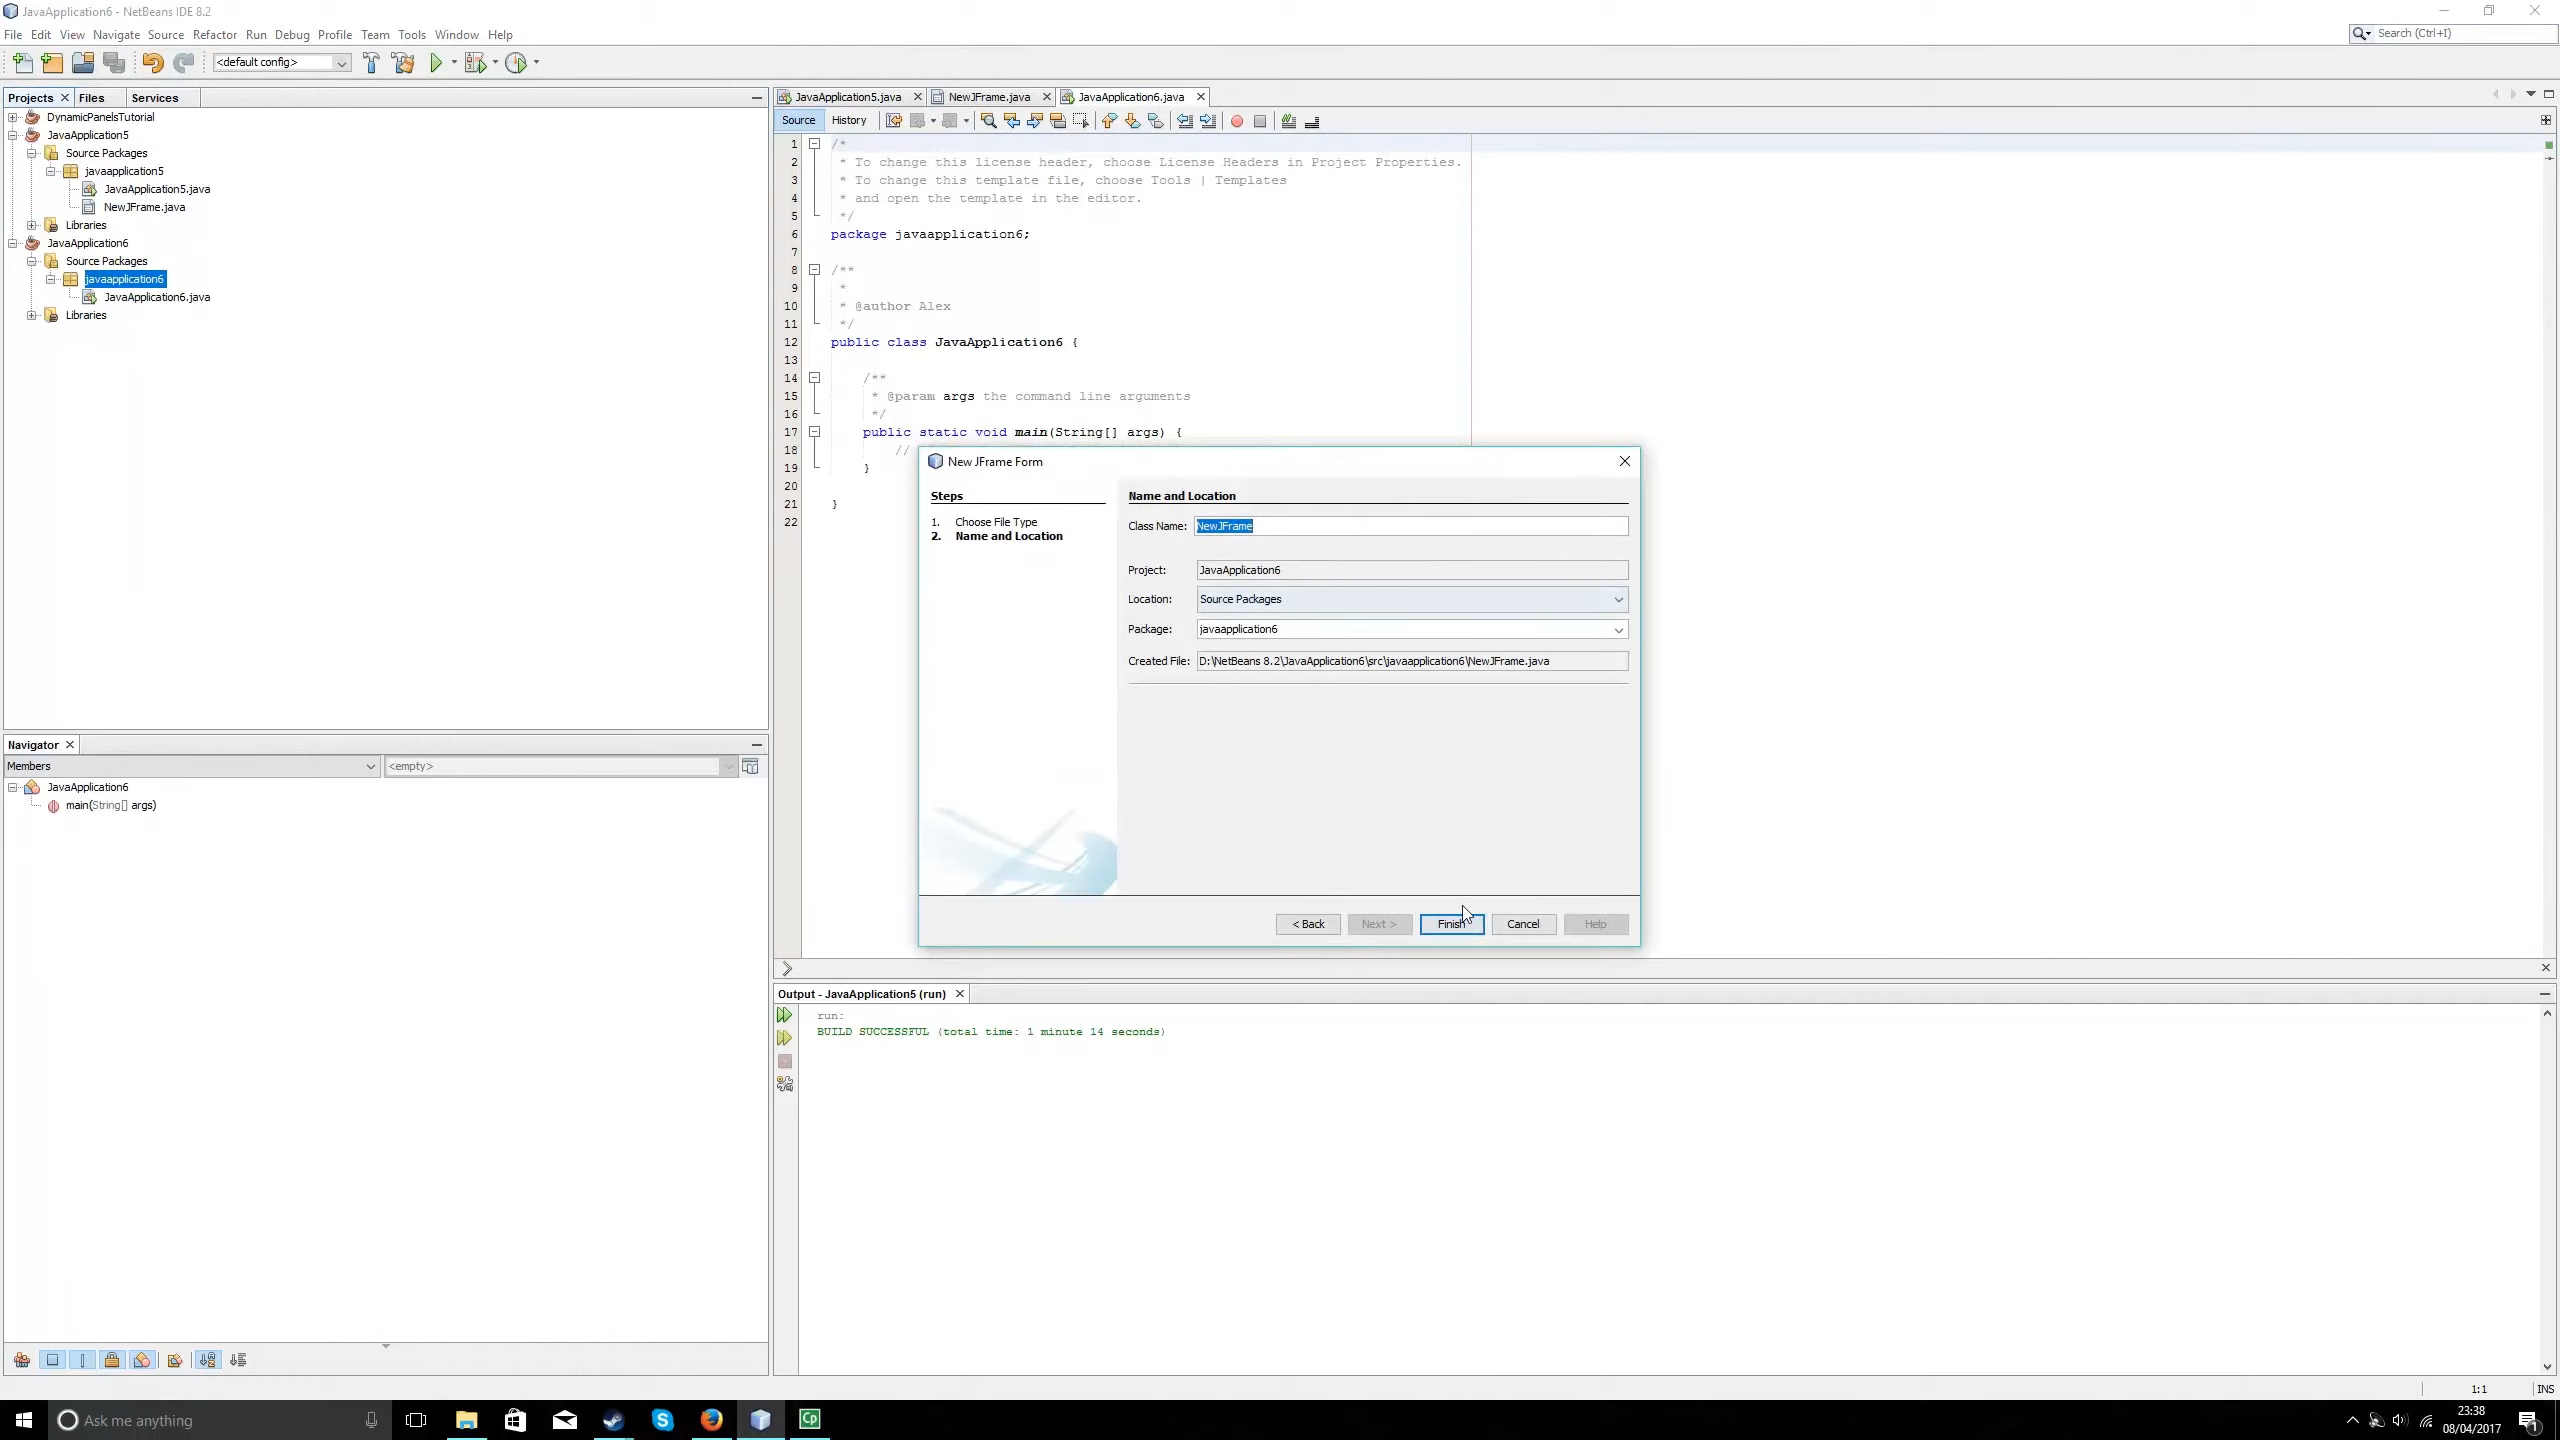 JavaApplication6 - NetBeans IDE 8.2
File Edit View Navigate Source Refactor Run Debug Profile Team Tools Window Help
Search (Ctrl+I)
<default config>
Projects Files Services
DynamicPanelsTutorial
JavaApplication5
Source Packages
javaapplication5
JavaApplication5.java
NewJFrame.java
Libraries
JavaApplication6
Source Packages
javaapplication6
JavaApplication6.java
Libraries
JavaApplication5.java NewJFrame.java JavaApplication6.java
Source History
1 /*
2 * To change this license header, choose License Headers in Project Properties.
3 * To change this template file, choose Tools | Templates
4 * and open the template in the editor.
5 */
6 package javaapplication6;
7
8 /**
9 *
10 * @author Alex
11 */
12 public class JavaApplication6 {
13
14 /**
15 * @param args the command line arguments
16 */
17 public static void main(String[] args) {
18 //
19 }
20
21 }
22
New JFrame Form
Steps
1. Choose File Type
2. Name and Location
Name and Location
Class Name: NewJFrame
Project: JavaApplication6
Location: Source Packages
Package: javaapplication6
Created File: D:\NetBeans 8.2\JavaApplication6\src\javaapplication6\NewJFrame.java
< Back Next > Finish Cancel Help
Navigator
Members <empty>
JavaApplication6
main(String[] args)
Output - JavaApplication5 (run)
run:
BUILD SUCCESSFUL (total time: 1 minute 14 seconds)
1:1 INS
Ask me anything
Cp
23:38
08/04/2017
1